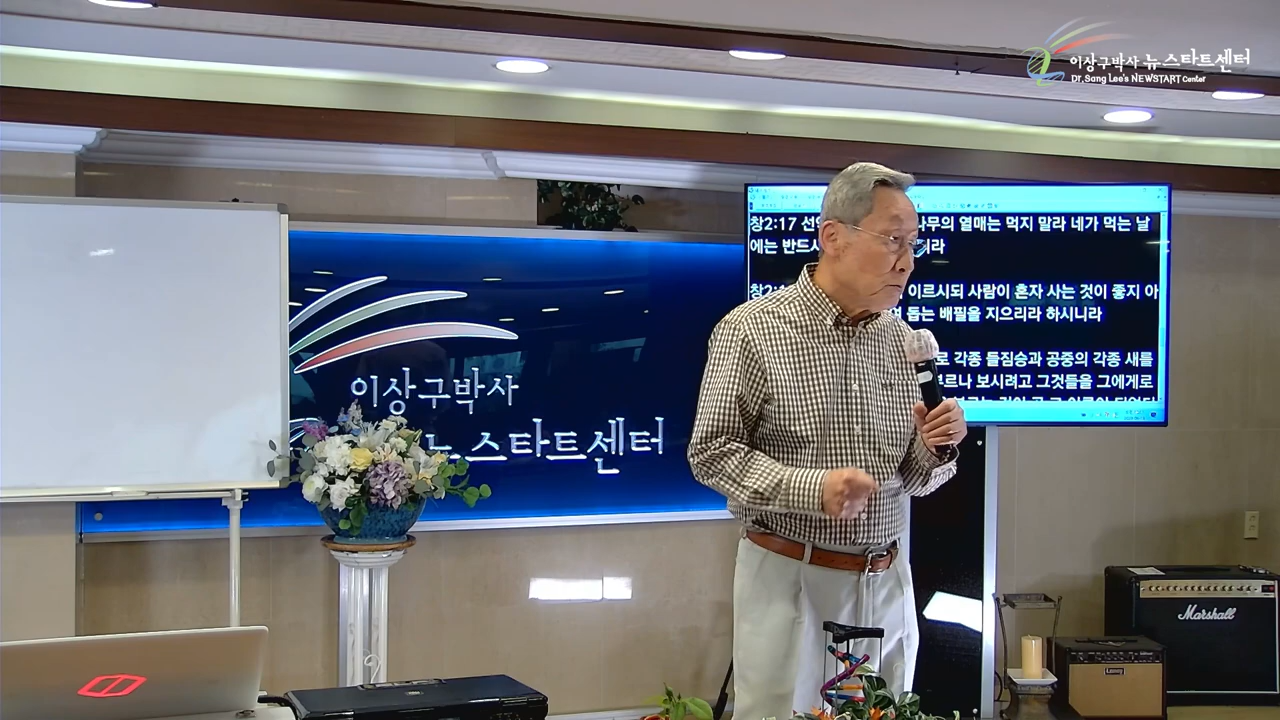 이상구박사 뉴스타트센터
Dr. Sang Lee's NEWSTART Center
창2:17 선
나무의 열매는 먹지 말라 네가 먹는 날
에는 반드시
니라
이르시되 사람이 혼자 사는 것이 좋지 아
돕는 배필을 지으리라 하시니라
로 각종 들짐승과 공중의 각종 새를
부르나 보시려고 그것들을 그에게로
이상구박사
뉴스타트센터
Marshall
Laney